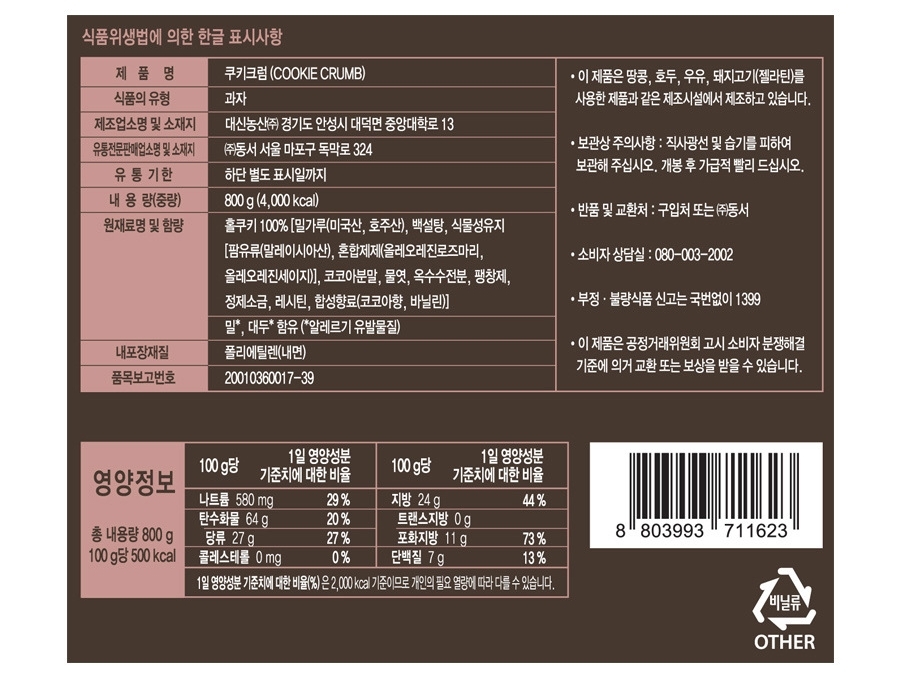 식품위생법에 의한 한글 표시사항
제 품 명
쿠키크럼 (COOKIE CRUMB)
식품의 유형
과자
제조업소명 및 소재지
대신농산㈜ 경기도 안성시 대덕면 중앙대학로 13
유통전문판매업소명 및 소재지
㈜동서 서울 마포구 독막로 324
유 통 기 한
하단 별도 표시일까지
내 용 량(중량)
800 g (4,000 kcal)
원재료명 및 함량
홀쿠키 100% [밀가루(미국산, 호주산), 백설탕, 식물성유지
[팜유류(말레이시아산), 혼합제제(올레오레진로즈마리,
올레오레진세이지)], 코코아분말, 물엿, 옥수수전분, 팽창제,
정제소금, 레시틴, 합성향료(코코아향, 바닐린)]
밀*, 대두* 함유 (*알레르기 유발물질)
내포장재질
폴리에틸렌(내면)
품목보고번호
20010360017-39
• 이 제품은 땅콩, 호두, 우유, 돼지고기(젤라틴)를
사용한 제품과 같은 제조시설에서 제조하고 있습니다.
• 보관상 주의사항 : 직사광선 및 습기를 피하여
보관해 주십시오. 개봉 후 가급적 빨리 드십시오.
• 반품 및 교환처 : 구입처 또는 ㈜동서
• 소비자 상담실 : 080-003-2002
• 부정 · 불량식품 신고는 국번없이 1399
• 이 제품은 공정거래위원회 고시 소비자 분쟁해결
기준에 의거 교환 또는 보상을 받을 수 있습니다.
영양정보
총 내용량 800 g
100 g당 500 kcal
100 g당
1일 영양성분
기준치에 대한 비율
나트륨 580 mg 29 %
탄수화물 64 g 20 %
당류 27 g 27 %
콜레스테롤 0 mg 0 %
100 g당
1일 영양성분
기준치에 대한 비율
지방 24 g 44 %
트랜스지방 0 g
포화지방 11 g 73 %
단백질 7 g 13 %
1일 영양성분 기준치에 대한 비율(%) 은 2,000 kcal 기준이므로 개인의 필요 열량에 따라 다를 수 있습니다.
8 803993 711623
비닐류
OTHER